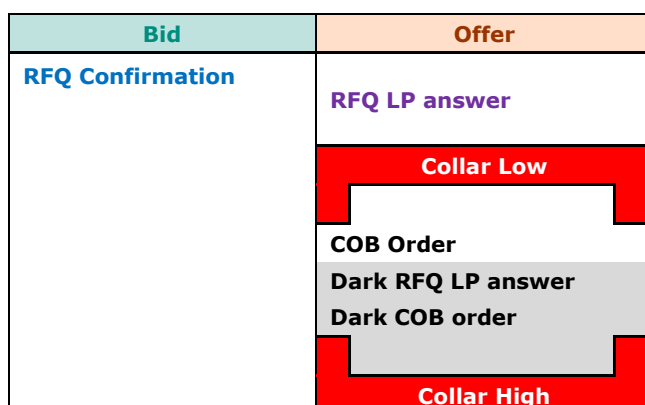 Bid
Offer
RFQ Confirmation
RFQ LP answer
Collar Low
COB Order
Dark RFQ LP answer
Dark COB order
Collar High